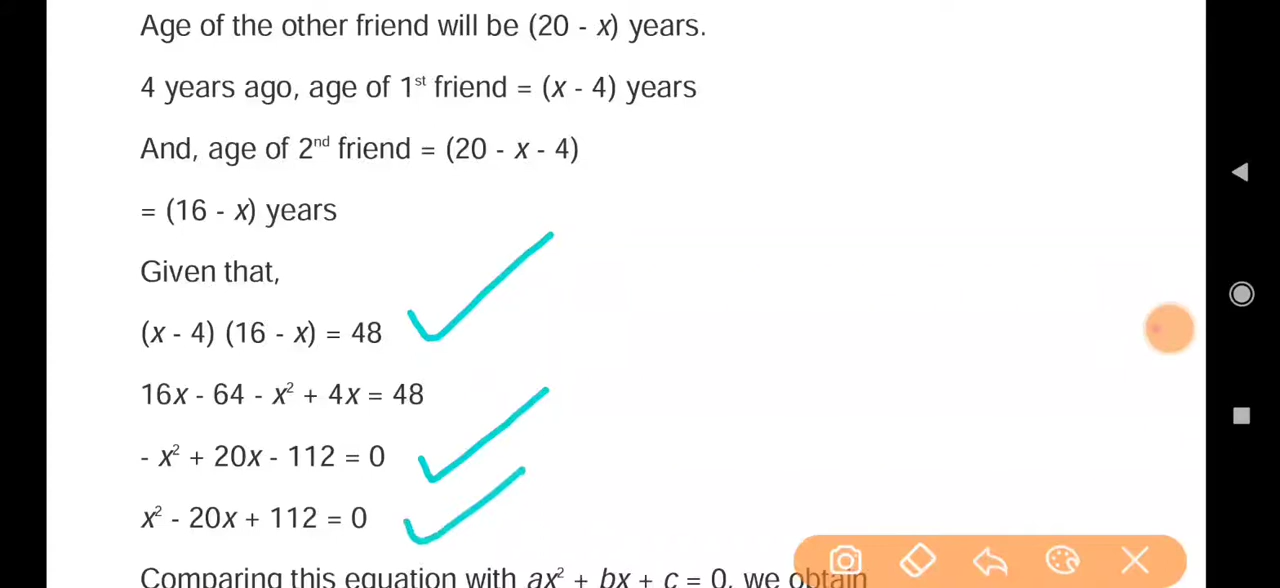 Age of the other friend will be (20 - x) years.
4 years ago, age of 1st friend = (x - 4) years
And, age of 2nd friend = (20 - x - 4)
= (16 - x) years
Given that,
(x - 4) (16 - x) = 48
16x - 64 - x² + 4x = 48
- x² + 20x - 112 = 0
x² - 20x + 112 = 0
Comparing this equation with ax² + bx + c = 0, we obtain